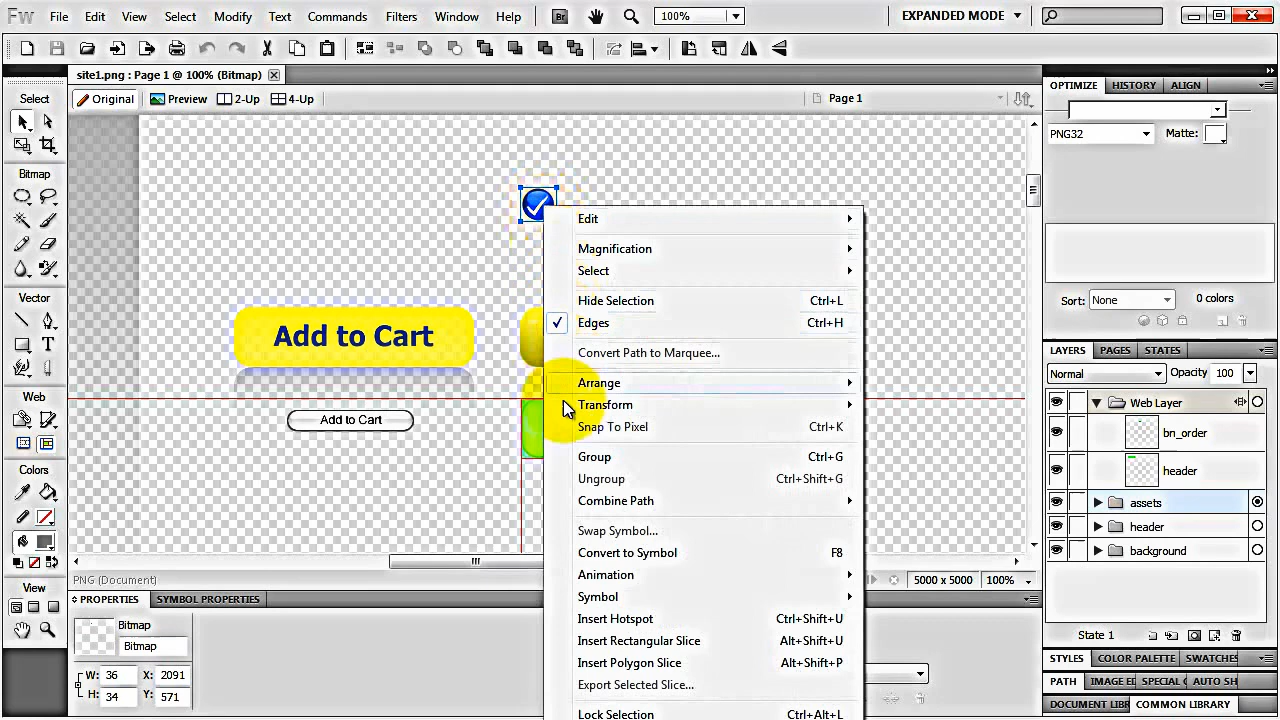 Fw File Edit View Select Modify Text Commands Filters Window Help Br 100% EXPANDED MODE
site1.png : Page 1 @ 100% (Bitmap)
Original Preview 2-Up 4-Up Page 1
Select
Bitmap
Vector
Web
Colors
View
Add to Cart
Add to Cart
Edit
Magnification
Select
Hide Selection Ctrl+L
Edges Ctrl+H
Convert Path to Marquee...
Arrange
Transform
Snap To Pixel Ctrl+K
Group Ctrl+G
Ungroup Ctrl+Shift+G
Combine Path
Swap Symbol...
Convert to Symbol F8
Animation
Symbol
Insert Hotspot Ctrl+Shift+U
Insert Rectangular Slice Alt+Shift+U
Insert Polygon Slice Alt+Shift+P
Export Selected Slice...
Lock Selection Ctrl+Alt+L
OPTIMIZE HISTORY ALIGN
PNG32 Matte:
Sort: None 0 colors
LAYERS PAGES STATES
Normal Opacity 100
Web Layer
bn_order
header
assets
header
background
State 1
STYLES COLOR PALETTE SWATCHES
PATH IMAGE E SPECIAL AUTO SH
DOCUMENT LIB COMMON LIBRARY
PNG (Document) 5000 x 5000 100%
PROPERTIES SYMBOL PROPERTIES
Bitmap
Bitmap
W: 36 X: 2091
H: 34 Y: 571